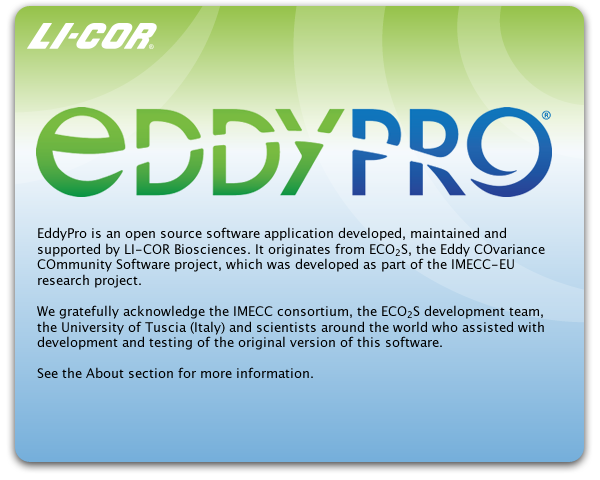 LI-COR®
eDDYPRO®
EddyPro is an open source software application developed, maintained and
supported by LI-COR Biosciences. It originates from ECO₂S, the Eddy COvariance
COmmunity Software project, which was developed as part of the IMECC-EU
research project.
We gratefully acknowledge the IMECC consortium, the ECO₂S development team,
the University of Tuscia (Italy) and scientists around the world who assisted with
development and testing of the original version of this software.
See the About section for more information.